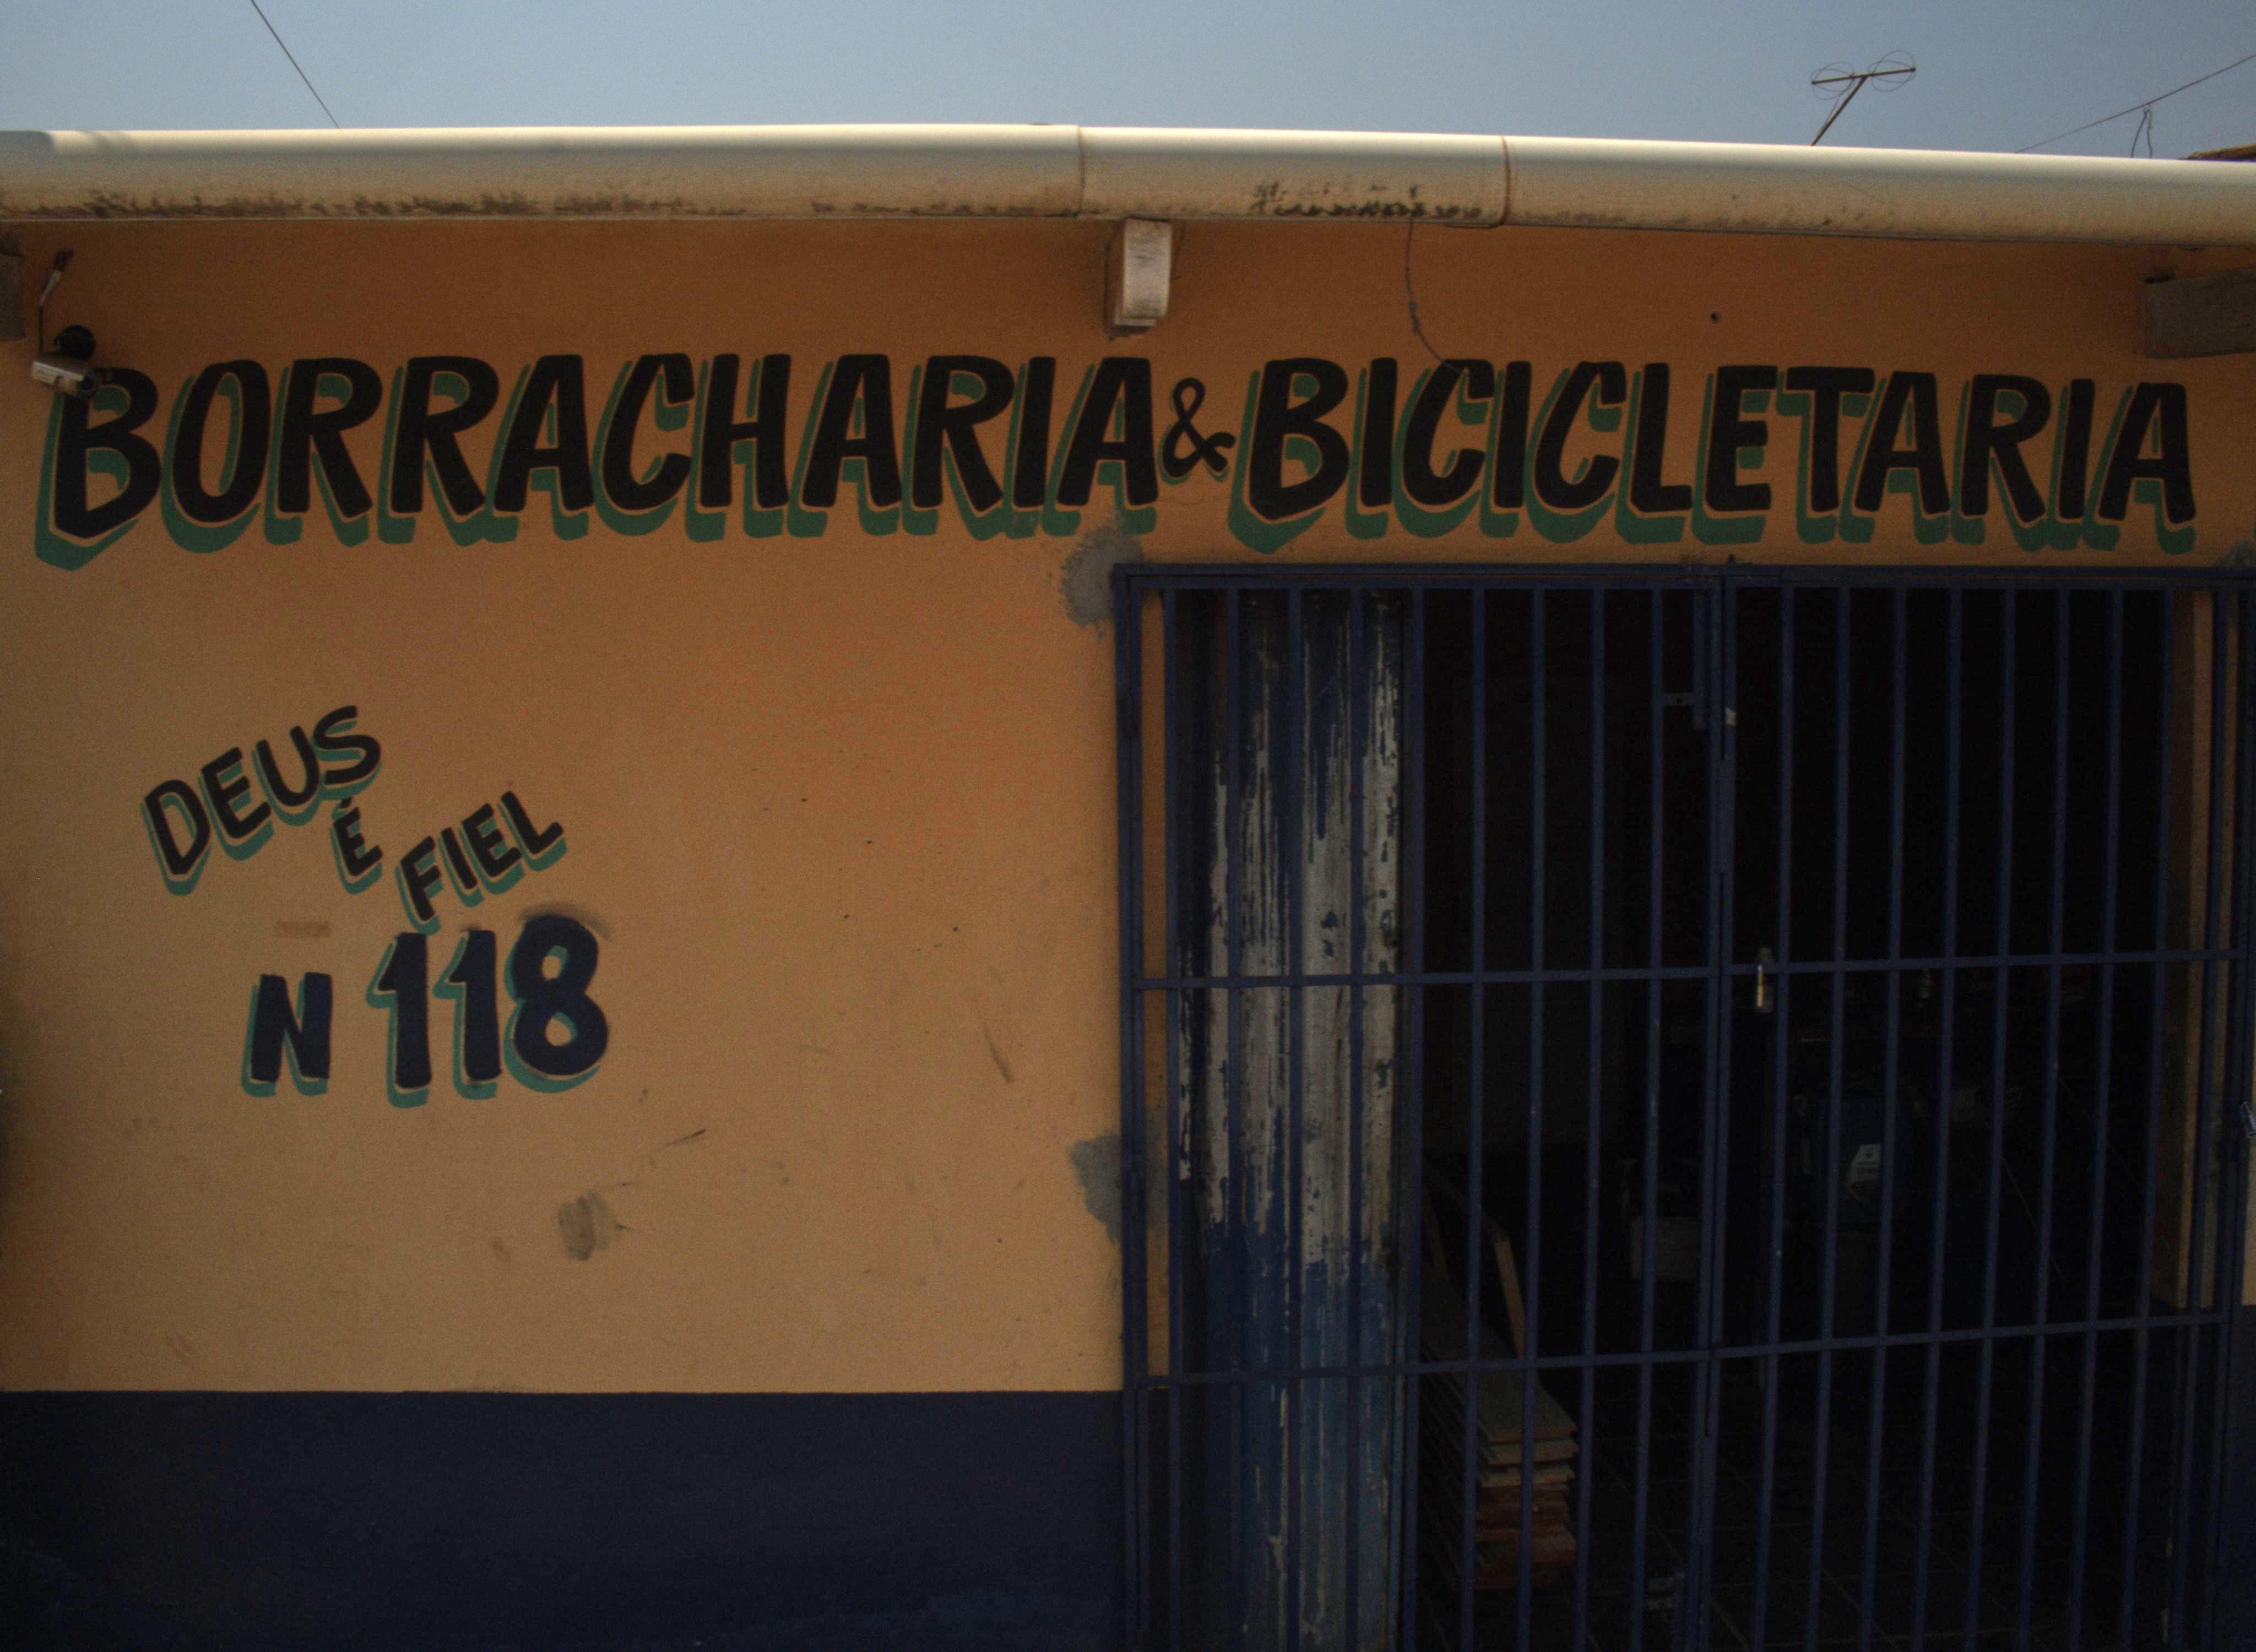 BORRACHARIA & BICICLETARIA
DEUS
É
FIEL
N 118